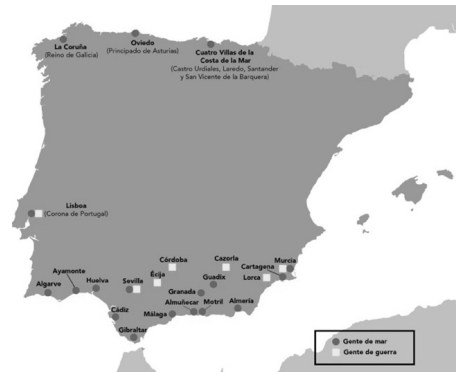 La Coruña
(Reino de Galicia)
Oviedo
(Principado de Asturias)
Cuatro Villas de la
Costa de la Mar
(Castro Urdiales, Laredo, Santander
y San Vicente de la Barquera)
Lisboa
(Corona de Portugal)
Córdoba
Cazorla
Murcia
Cartagena
Écija
Sevilla
Guadix
Lorca
Ayamonte
Huelva
Algarve
Granada
Almuñecar
Motril
Almería
Cádiz
Málaga
Gibraltar
Gente de mar
Gente de guerra